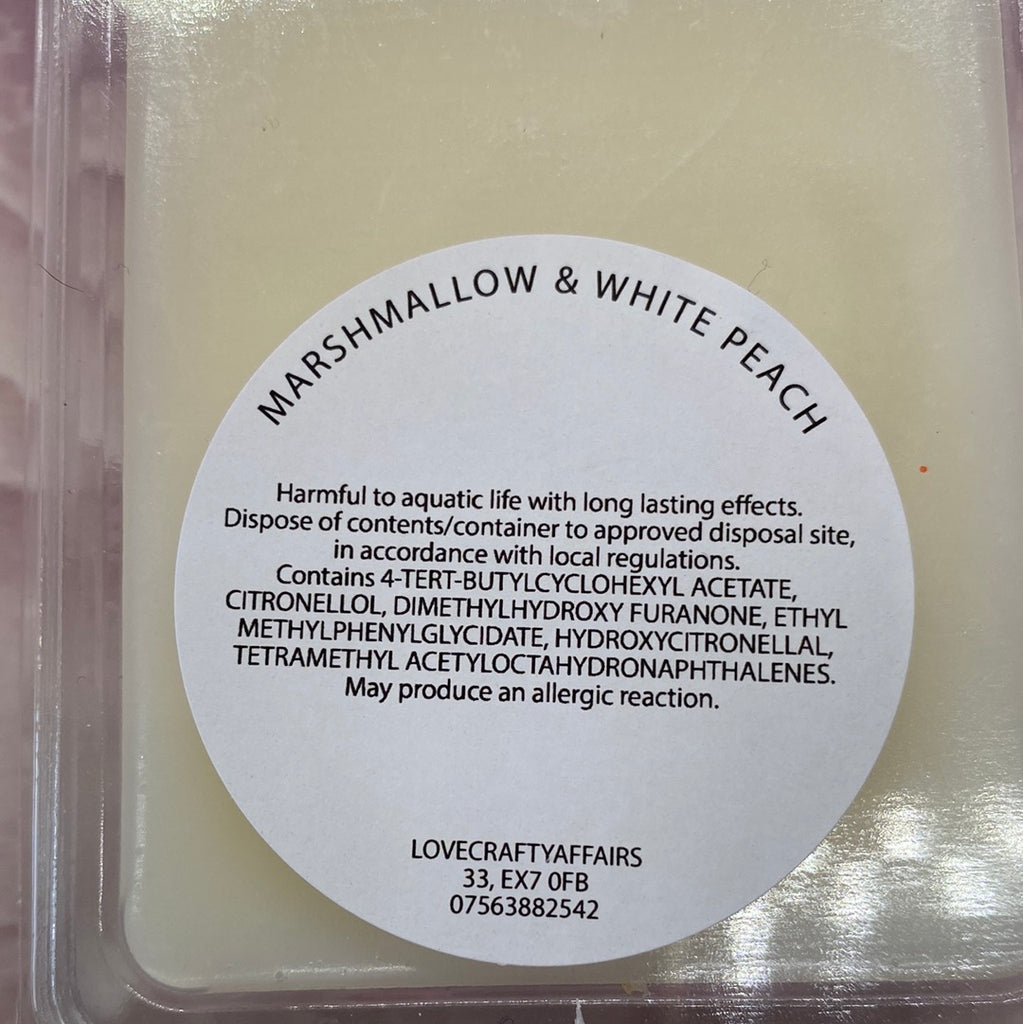 MARSHMALLOW & WHITE PEACH
Harmful to aquatic life with long lasting effects.
Dispose of contents/container to approved disposal site,
in accordance with local regulations.
Contains 4-TERT-BUTYLCYCLOHEXYL ACETATE,
CITRONELLOL, DIMETHYLHYDROXY FURANONE, ETHYL
METHYLPHENYLGLYCIDATE, HYDROXYCITRONELLAL,
TETRAMETHYL ACETYLOCTAHYDRONAPHTHALENES.
May produce an allergic reaction.
LOVECRAFTYAFFAIRS
33, EX7 0FB
07563882542